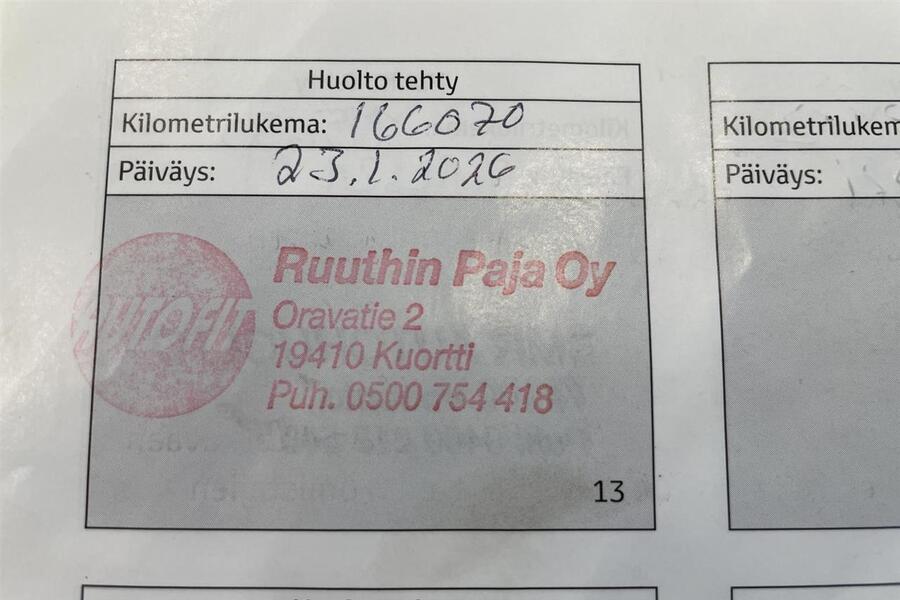 Huolto tehty
Kilometrilukema: 166070
Päiväys: 23.1.2026
AUTOFIT
Ruuthin Paja Oy
Oravatie 2
19410 Kuortti
Puh. 0500 754 418
13
Kilometrilukem
Päiväys: